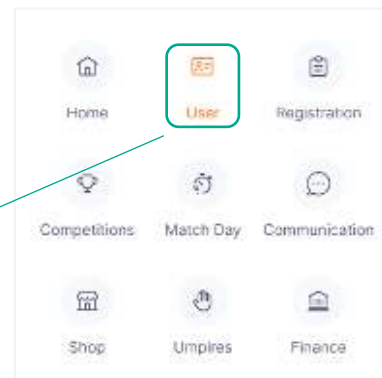 Home User Registration
Competitions Match Day Communication
Shop Umpires Finance